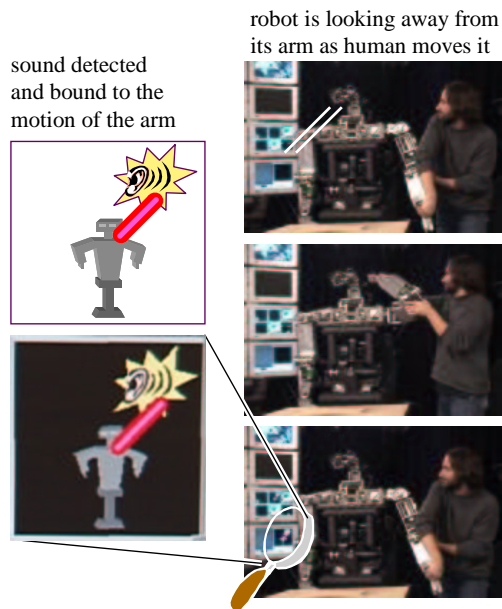 robot is looking away from
its arm as human moves it
sound detected
and bound to the
motion of the arm